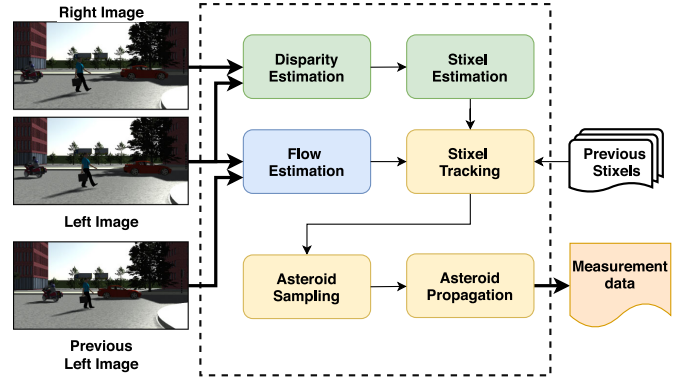 Right Image
Disparity
Estimation
Stixel
Estimation
Flow
Estimation
Stixel
Tracking
Previous
Stixels
Left Image
Asteroid
Sampling
Asteroid
Propagation
Measurement
data
Previous
Left Image